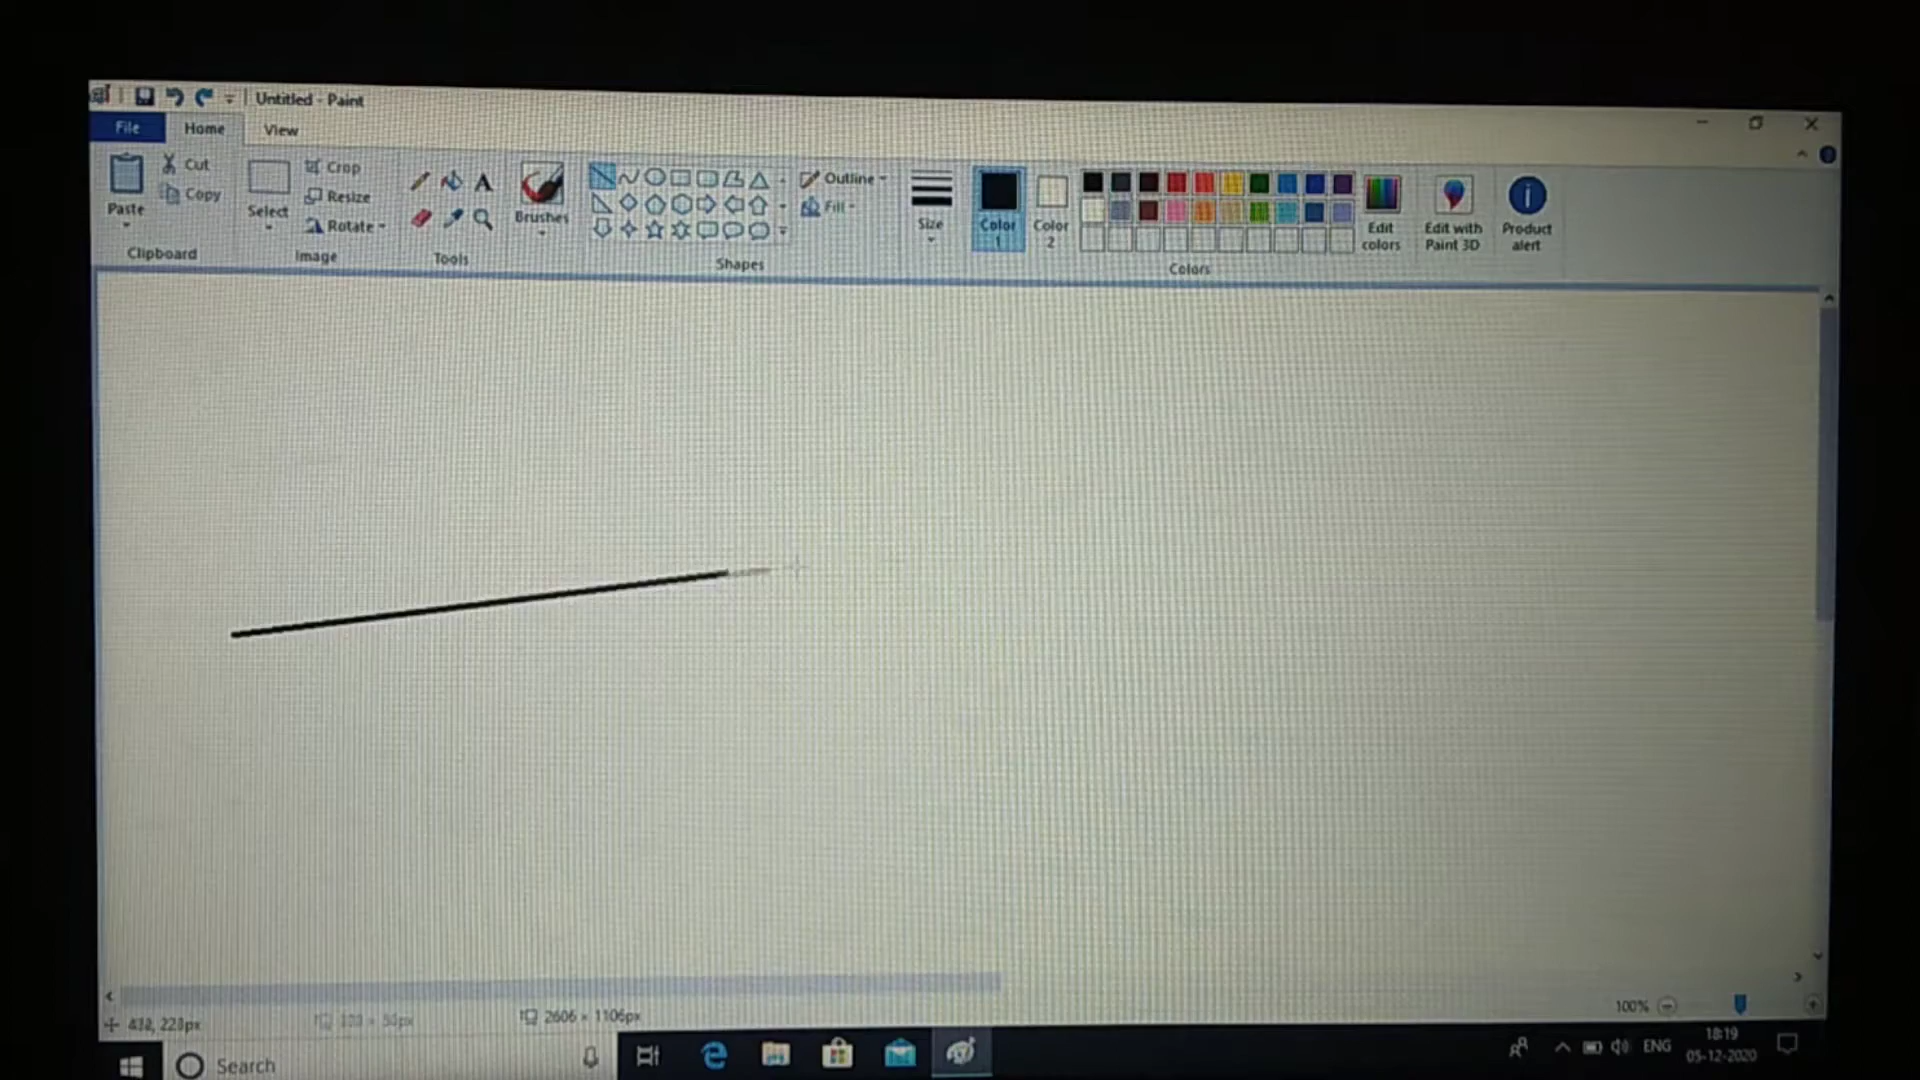 Untitled - Paint
File Home View
Paste Cut Copy Select Crop Resize Rotate Brushes Outline Fill Size Color 1 Color 2 Edit colors Edit with Paint 3D Product alert
Clipboard Image Tools Shapes Colors
2606 × 1106px 100%
Search ENG 18:19
05-12-2020